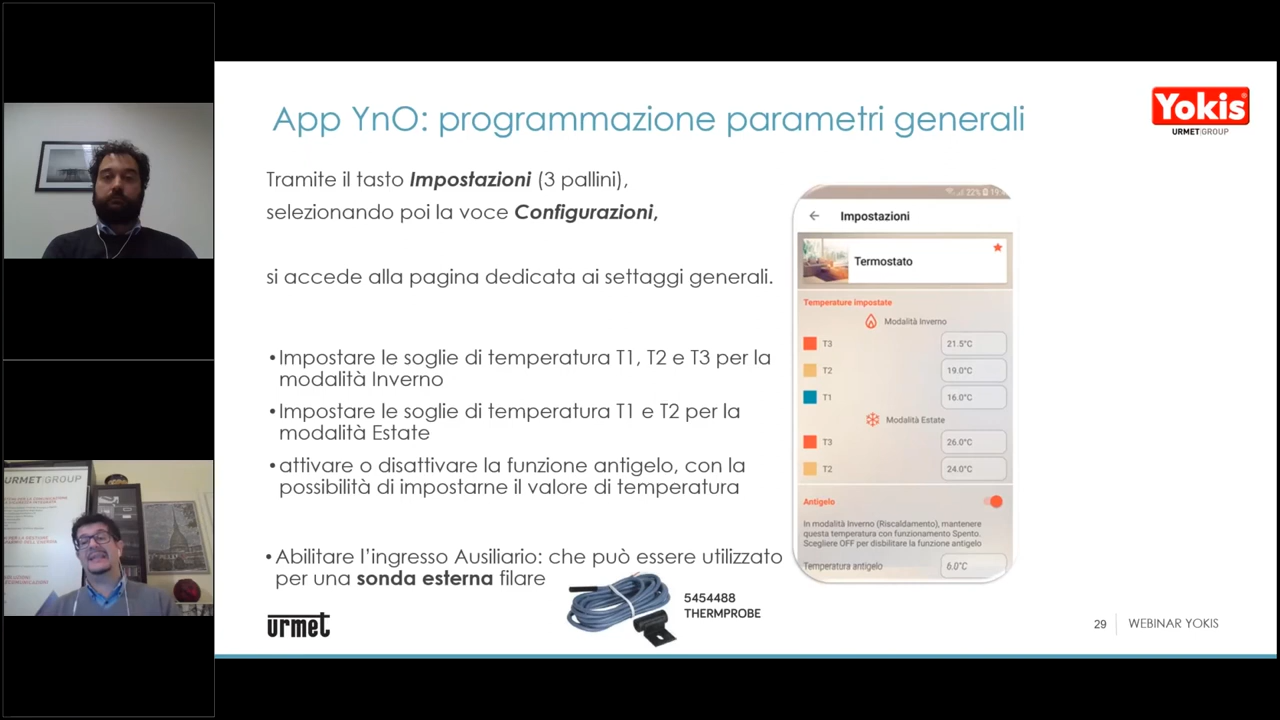 App YnO: programmazione parametri generali
Yokis
URMET GROUP
Tramite il tasto Impostazioni (3 pallini),
selezionando poi la voce Configurazioni,
si accede alla pagina dedicata ai settaggi generali.
•Impostare le soglie di temperatura T1, T2 e T3 per la
modalità Inverno
•Impostare le soglie di temperatura T1 e T2 per la
modalità Estate
•attivare o disattivare la funzione antigelo, con la
possibilità di impostarne il valore di temperatura
•Abilitare l'ingresso Ausiliario: che può essere utilizzato
per una sonda esterna filare
5454488
THERMPROBE
urmet
29
WEBINAR YOKIS
22%
Impostazioni
Termostato
Temperature impostate
Modalità Inverno
T3 21.5°C
T2 19.0°C
T1 16.0°C
Modalità Estate
T3 26.0°C
T2 24.0°C
Antigelo
In modalità Inverno (Riscaldamento), mantenere
questa temperatura con funzionamento Spento.
Scegliere OFF per disbilitare la funzione antigelo
Temperatura antigelo 6.0°C
URMET GROUP